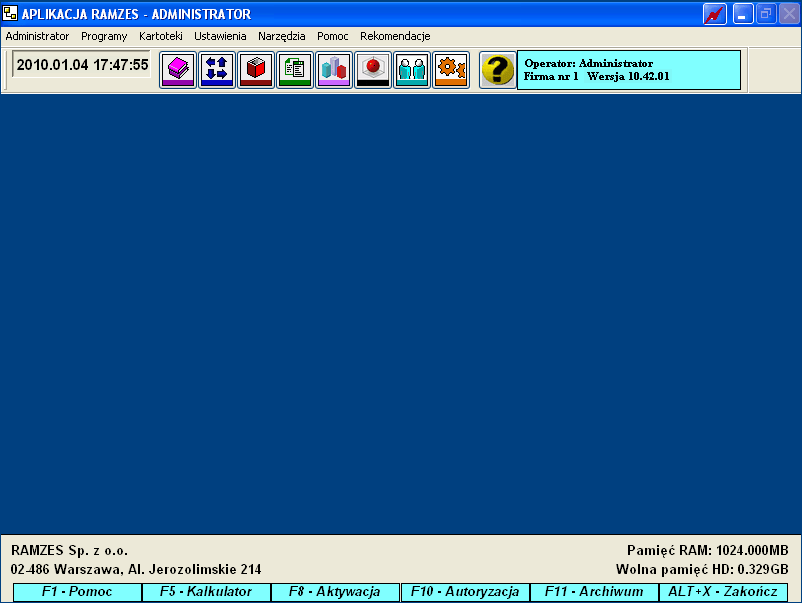 APLIKACJA RAMZES - ADMINISTRATOR
Administrator Programy Kartoteki Ustawienia Narzędzia Pomoc Rekomendacje
2010.01.04 17:47:55
Operator: Administrator
Firma nr 1 Wersja 10.42.01
RAMZES Sp. z o.o.
Pamięć RAM: 1024.000MB
02-486 Warszawa, Al. Jerozolimskie 214
Wolna pamięć HD: 0.329GB
F1 - Pomoc F5 - Kalkulator F8 - Aktywacja F10 - Autoryzacja F11 - Archiwum ALT+X - Zakończ